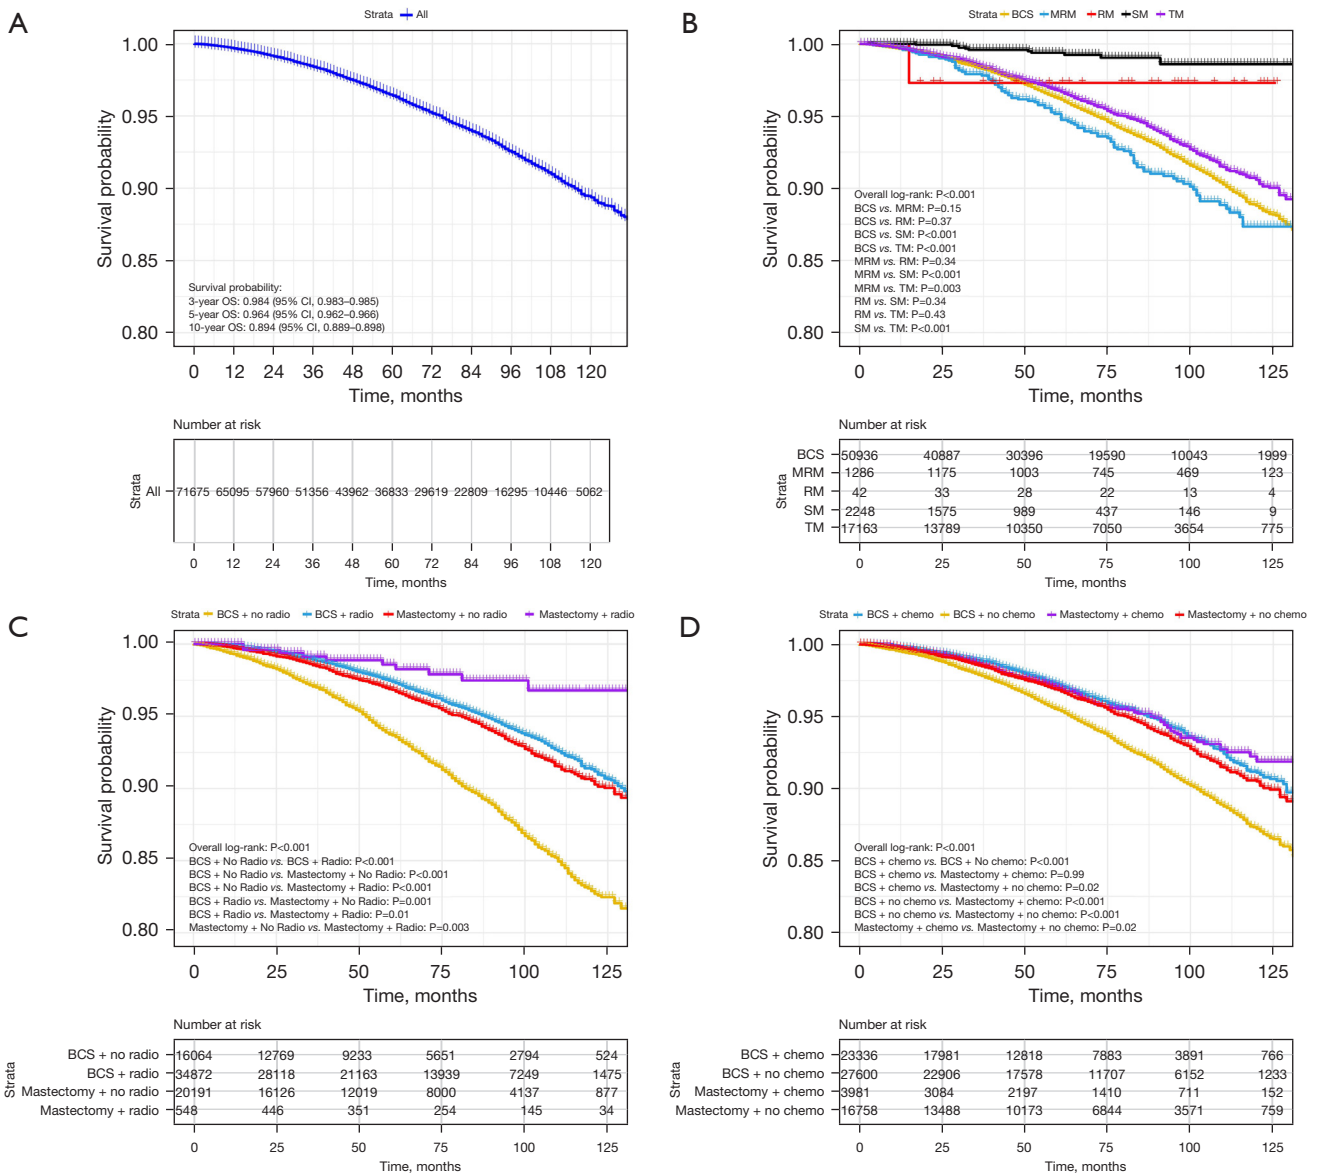 A
Strata All
1.00
0.95
0.90
0.85
0.80
Survival probability
Survival probability:
3-year OS: 0.984 (95% CI, 0.983–0.985)
5-year OS: 0.964 (95% CI, 0.962–0.966)
10-year OS: 0.894 (95% CI, 0.889–0.898)
0 12 24 36 48 60 72 84 96 108 120
Time, months
Number at risk
Strata
All 71675 65095 57960 51356 43962 36833 29619 22809 16295 10446 5062
0 12 24 36 48 60 72 84 96 108 120
Time, months
B
Strata BCS MRM RM SM TM
1.00
0.95
0.90
0.85
0.80
Survival probability
Overall log-rank: P<0.001
BCS vs. MRM: P=0.15
BCS vs. RM: P=0.37
BCS vs. SM: P<0.001
BCS vs. TM: P<0.001
MRM vs. RM: P=0.34
MRM vs. SM: P<0.001
MRM vs. TM: P=0.003
RM vs. SM: P=0.34
RM vs. TM: P=0.43
SM vs. TM: P<0.001
0 25 50 75 100 125
Time, months
Number at risk
Strata
BCS 50936 40887 30396 19590 10043 1999
MRM 1286 1175 1003 745 469 123
RM 42 33 28 22 13 4
SM 2248 1575 989 437 146 9
TM 17163 13789 10350 7050 3654 775
0 25 50 75 100 125
Time, months
C
Strata BCS + no radio BCS + radio Mastectomy + no radio Mastectomy + radio
1.00
0.95
0.90
0.85
0.80
Survival probability
Overall log-rank: P<0.001
BCS + No Radio vs. BCS + Radio: P<0.001
BCS + No Radio vs. Mastectomy + No Radio: P<0.001
BCS + No Radio vs. Mastectomy + Radio: P<0.001
BCS + Radio vs. Mastectomy + No Radio: P=0.001
BCS + Radio vs. Mastectomy + Radio: P=0.01
Mastectomy + No Radio vs. Mastectomy + Radio: P=0.003
0 25 50 75 100 125
Time, months
Number at risk
Strata
BCS + no radio 16064 12769 9233 5651 2794 524
BCS + radio 34872 28118 21163 13939 7249 1475
Mastectomy + no radio 20191 16126 12019 8000 4137 877
Mastectomy + radio 548 446 351 254 145 34
0 25 50 75 100 125
Time, months
D
Strata BCS + chemo BCS + no chemo Mastectomy + chemo Mastectomy + no chemo
1.00
0.95
0.90
0.85
0.80
Survival probability
Overall log-rank: P<0.001
BCS + chemo vs. BCS + No chemo: P<0.001
BCS + chemo vs. Mastectomy + chemo: P=0.99
BCS + chemo vs. Mastectomy + no chemo: P=0.02
BCS + no chemo vs. Mastectomy + chemo: P<0.001
BCS + no chemo vs. Mastectomy + no chemo: P<0.001
Mastectomy + chemo vs. Mastectomy + no chemo: P=0.02
0 25 50 75 100 125
Time, months
Number at risk
Strata
BCS + chemo 23336 17981 12818 7883 3891 766
BCS + no chemo 27600 22906 17578 11707 6152 1233
Mastectomy + chemo 3981 3084 2197 1410 711 152
Mastectomy + no chemo 16758 13488 10173 6844 3571 759
0 25 50 75 100 125
Time, months